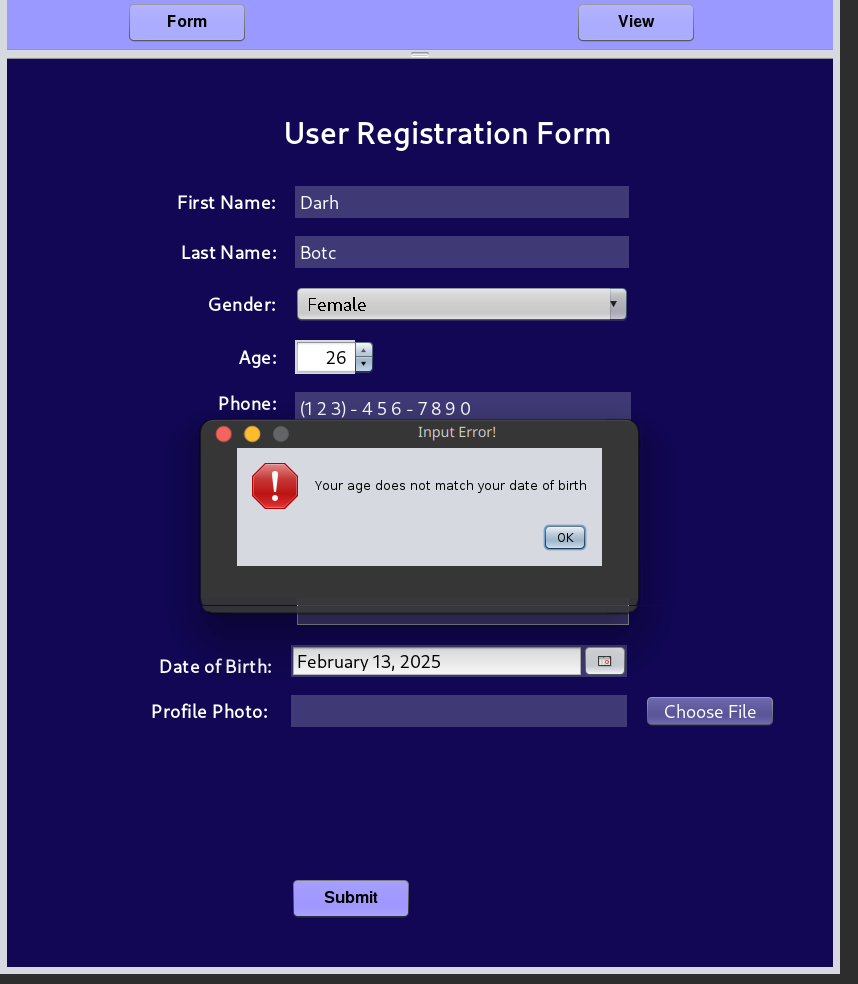 Form View
User Registration Form
First Name: Darh
Last Name: Botc
Gender: Female
Age: 26
Phone: (1 2 3) - 4 5 6 - 7 8 9 0
Input Error!
Your age does not match your date of birth
OK
Date of Birth: February 13, 2025
Profile Photo: Choose File
Submit